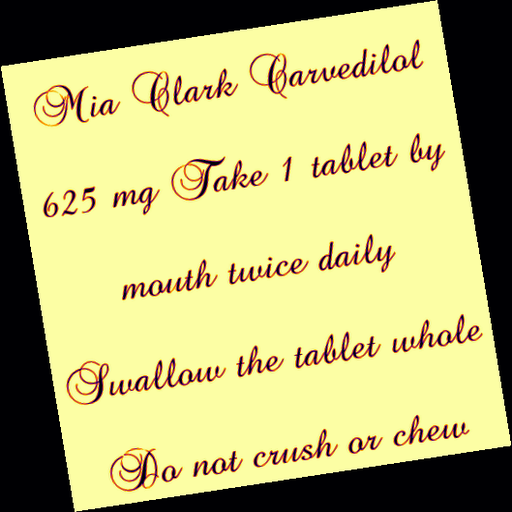 Mia Clark Carvedilol
625 mg Take 1 tablet by
mouth twice daily
Swallow the tablet whole
Do not crush or chew